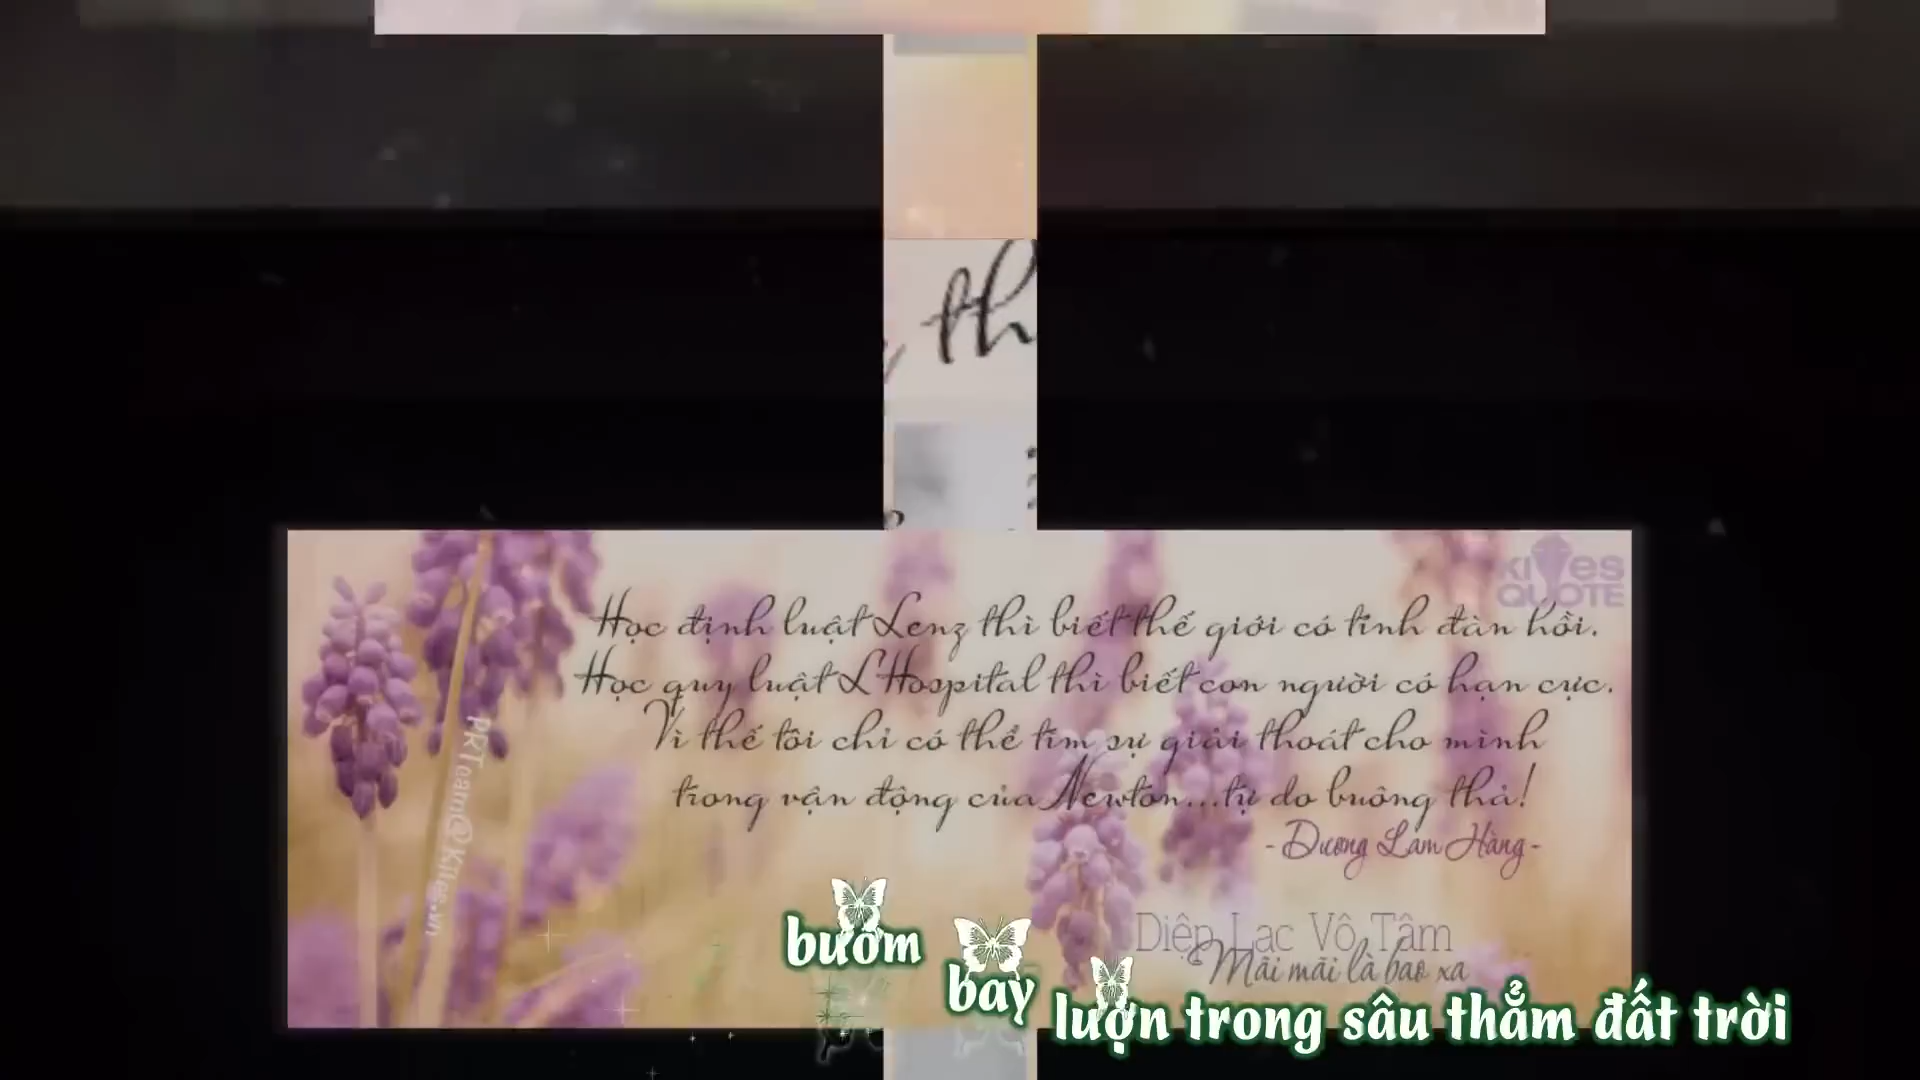 th
KITES
QUOTE
Học định luật Lenz thì biết thế giới có tính đàn hồi.
Học quy luật L'Hospital thì biết con người có hạn cực.
Vì thế tôi chỉ có thể tìm sự giải thoát cho mình
trong vận động của Newton...tự do buông thả!
-Dương Lam Hàng-
pRTeam@KITes.vn
Diệp Lạc Vô Tâm
Mãi mãi là bao xa
bướm bay lượn trong sâu thẳm đất trời